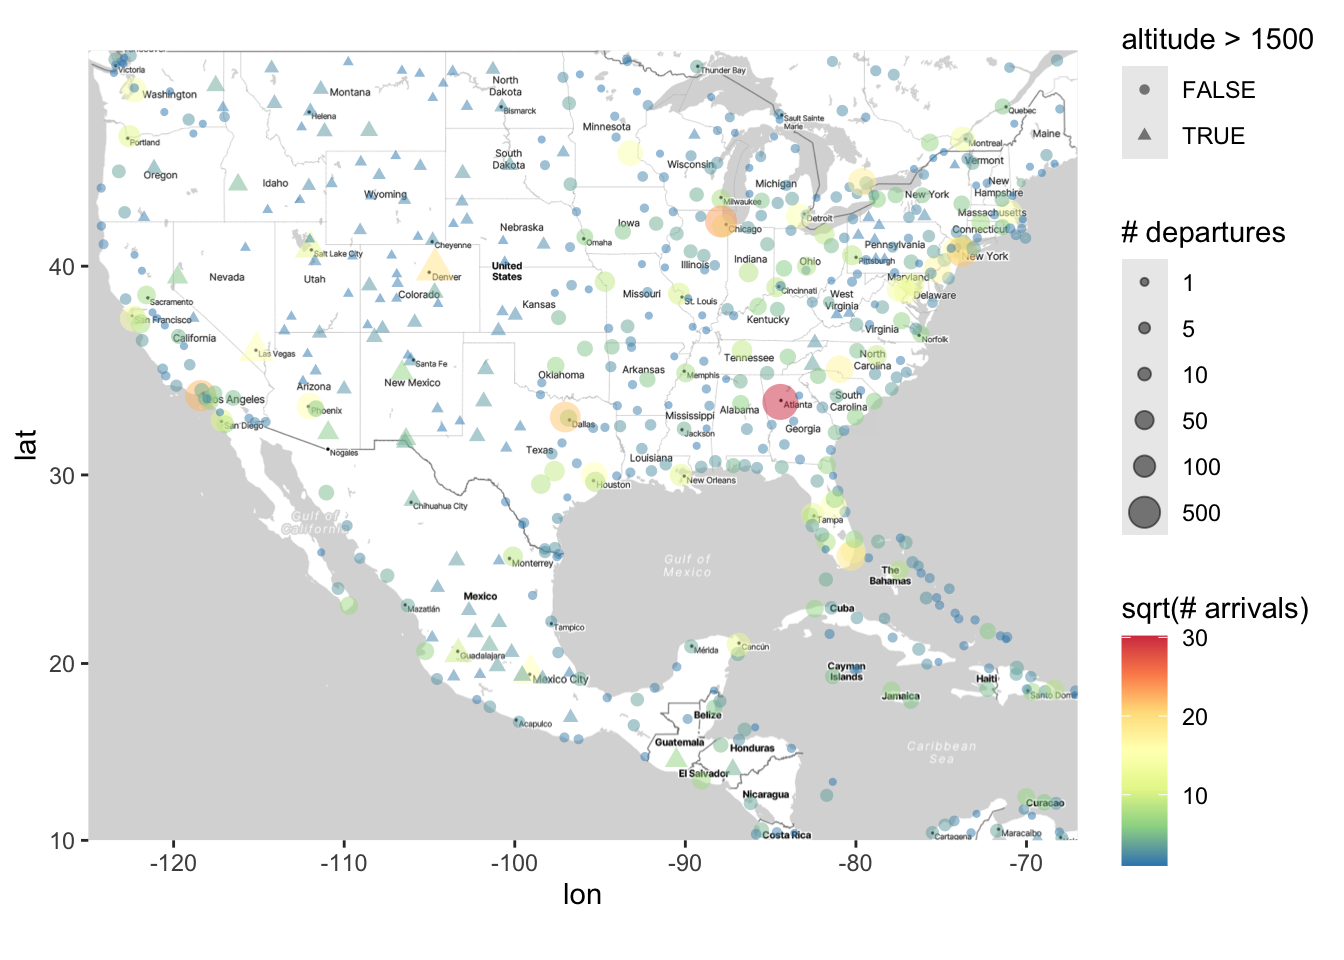 Vancouver
Victoria
Washington
Portland
Oregon
Idaho
Montana
Helena
North
Dakota
Bismarck
South
Dakota
Minnesota
Wisconsin
Thunder Bay
Sault Sainte
Marie
Michigan
Milwaukee
Detroit
Chicago
Quebec
Maine
Montreal
Vermont
New
Hampshire
New York
Massachusetts
Connecticut
New York
Pennsylvania
Pittsburgh
Maryland
Delaware
Wyoming
Cheyenne
Nebraska
Iowa
Omaha
United
States
Salt Lake City
Nevada
Utah
Denver
Colorado
Kansas
Missouri
St. Louis
Illinois
Indiana
Ohio
Cincinnati
West
Virginia
Virginia
Norfolk
Kentucky
Tennessee
North
Carolina
South
Carolina
Sacramento
San Francisco
California
Las Vegas
Los Angeles
San Diego
Arizona
Phoenix
Santa Fe
New Mexico
Oklahoma
Arkansas
Memphis
Mississippi
Alabama
Atlanta
Georgia
Jackson
Dallas
Texas
Louisiana
Houston
New Orleans
Nogales
Chihuahua City
Gulf of
California
Gulf of
Mexico
Tampa
The
Bahamas
Monterrey
Mexico
Mazatlán
Tampico
Guadalajara
Mexico City
Acapulco
Mérida
Cancún
Cuba
Cayman
Islands
Jamaica
Haiti
Santo Dom
Belize
Guatemala
Honduras
El Salvador
Nicaragua
Costa Rica
Caribbean
Sea
Curacao
Cartagena
Maracaibo
40
30
20
10
-120
-110
-100
-90
-80
-70
lon
lat
altitude > 1500
FALSE
TRUE
# departures
1
5
10
50
100
500
sqrt(# arrivals)
30
20
10